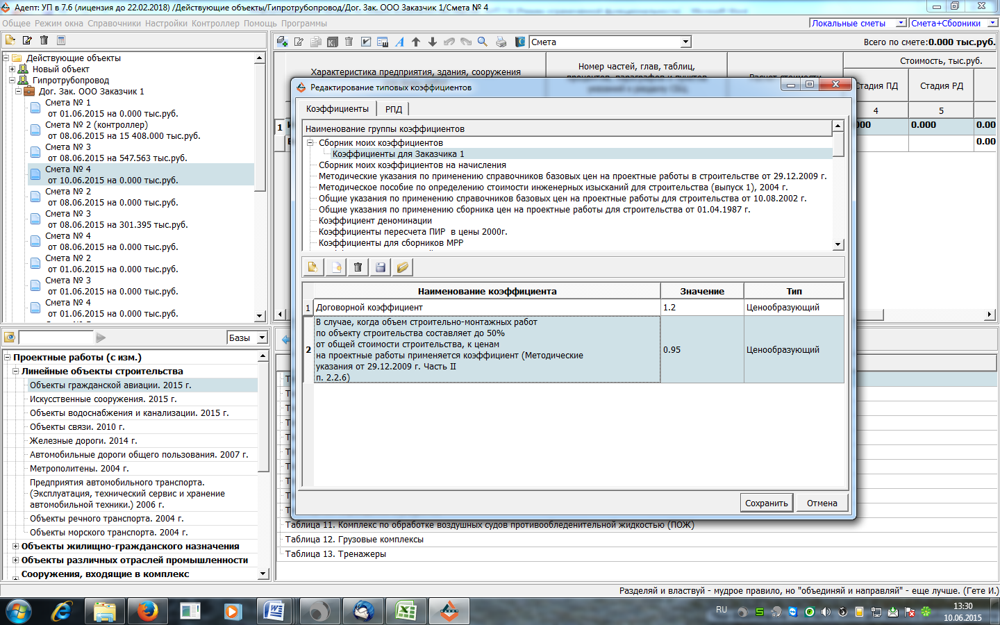 Адепт: УП в 7.6 (лицензия до 22.02.2018) /Действующие объекты/Гипротрубопровод/Дог. Зак. ООО Заказчик 1/Смета № 4
Общее Режим окна Справочники Настройки Контроллер Помощь Программы
Локальные сметы
Смета+Сборники
Смета
Всего по смете:0.000 тыс.руб.
Действующие объекты
Новый объект
Гипротрубопровод
Дог. Зак. ООО Заказчик 1
Смета № 1
от 01.06.2015 на 0.000 тыс.руб.
Смета № 2 (контроллер)
от 08.06.2015 на 15 408.000 тыс.руб.
Смета № 3
от 08.06.2015 на 547.563 тыс.руб.
Смета № 4
от 10.06.2015 на 0.000 тыс.руб.
Смета № 2
от 08.06.2015 на 0.000 тыс.руб.
Смета № 3
от 08.06.2015 на 301.395 тыс.руб.
Смета № 4
от 08.06.2015 на 0.000 тыс.руб.
Смета № 2
от 01.06.2015 на 0.000 тыс.руб.
Смета № 3
от 01.06.2015 на 0.000 тыс.руб.
Смета № 4
от 01.06.2015 на 0.000 тыс.руб.
Характеристика предприятия, здания, сооружения
Номер частей, глав, таблиц,
Стоимость, тыс.руб.
Стадия ПД
Стадия РД
4
5
1
000
0.000
0.00
0.00
Редактирование типовых коэффициентов
Коэффициенты
РПД
Наименование группы коэффициентов
Сборник моих коэффициентов
Коэффициенты для Заказчика 1
Сборник моих коэффициентов на начисления
Методические указания по применению справочников базовых цен на проектные работы в строительстве от 29.12.2009 г.
Методическое пособие по определению стоимости инженерных изысканий для строительства (выпуск 1), 2004 г.
Общие указания по применению справочников базовых цен на проектные работы для строительства от 10.08.2002 г.
Общие указания по применению сборника цен на проектные работы для строительства от 01.04.1987 г.
Коэффициент деноминации
Коэффициенты пересчета ПИР в цены 2000г.
Коэффициенты для сборников МРР
Наименование коэффициента
Значение
Тип
1
Договорной коэффициент
1.2
Ценообразующий
2
В случае, когда объем строительно-монтажных работ
по объекту строительства составляет до 50%
от общей стоимости строительства, к ценам
на проектные работы применяется коэффициент (Методические
указания от 29.12.2009 г. Часть II
п. 2.2.6)
0.95
Ценообразующий
Сохранить
Отмена
Базы
Проектные работы (с изм.)
Линейные объекты строительства
Объекты гражданской авиации. 2015 г.
Искусственные сооружения. 2015 г.
Объекты водоснабжения и канализации. 2015 г.
Объекты связи. 2010 г.
Железные дороги. 2014 г.
Автомобильные дороги общего пользования. 2007 г.
Метрополитены. 2004 г.
Предприятия автомобильного транспорта.
(Эксплуатация, технический сервис и хранение
автомобильной техники.) 2006 г.
Объекты речного транспорта. 2004 г.
Объекты морского транспорта. 2004 г.
Объекты жилищно-гражданского назначения
Объекты различных отраслей промышленности
Сооружения, входящие в комплекс
Таблица 11. Комплекс по обработке воздушных судов противообледенительной жидкостью (ПОЖ)
Таблица 12. Грузовые комплексы
Таблица 13. Тренажеры
Разделяй и властвуй - мудрое правило, но "объединяй и направляй" - еще лучше. (Гете И.)
RU
13:30
10.06.2015